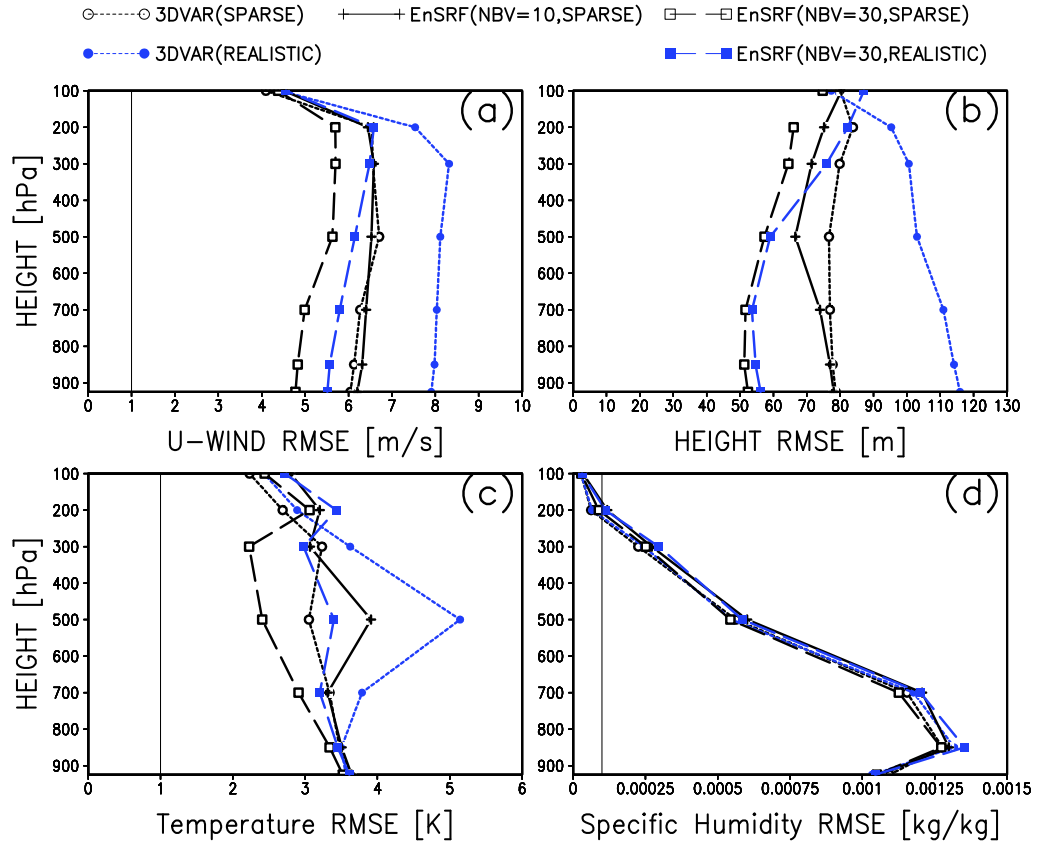 3DVAR(SPARSE) EnSRF(NBV=10,SPARSE) EnSRF(NBV=30,SPARSE)
3DVAR(REALISTIC) EnSRF(NBV=30,REALISTIC)
(a)
100
200
300
400
500
600
700
800
900
HEIGHT [hPa]
0 1 2 3 4 5 6 7 8 9 10
U-WIND RMSE [m/s]
(b)
100
200
300
400
500
600
700
800
900
0 10 20 30 40 50 60 70 80 90 100 110 120 130
HEIGHT RMSE [m]
(c)
100
200
300
400
500
600
700
800
900
HEIGHT [hPa]
0 1 2 3 4 5 6
Temperature RMSE [K]
(d)
100
200
300
400
500
600
700
800
900
0 0.00025 0.0005 0.00075 0.001 0.00125 0.0015
Specific Humidity RMSE [kg/kg]